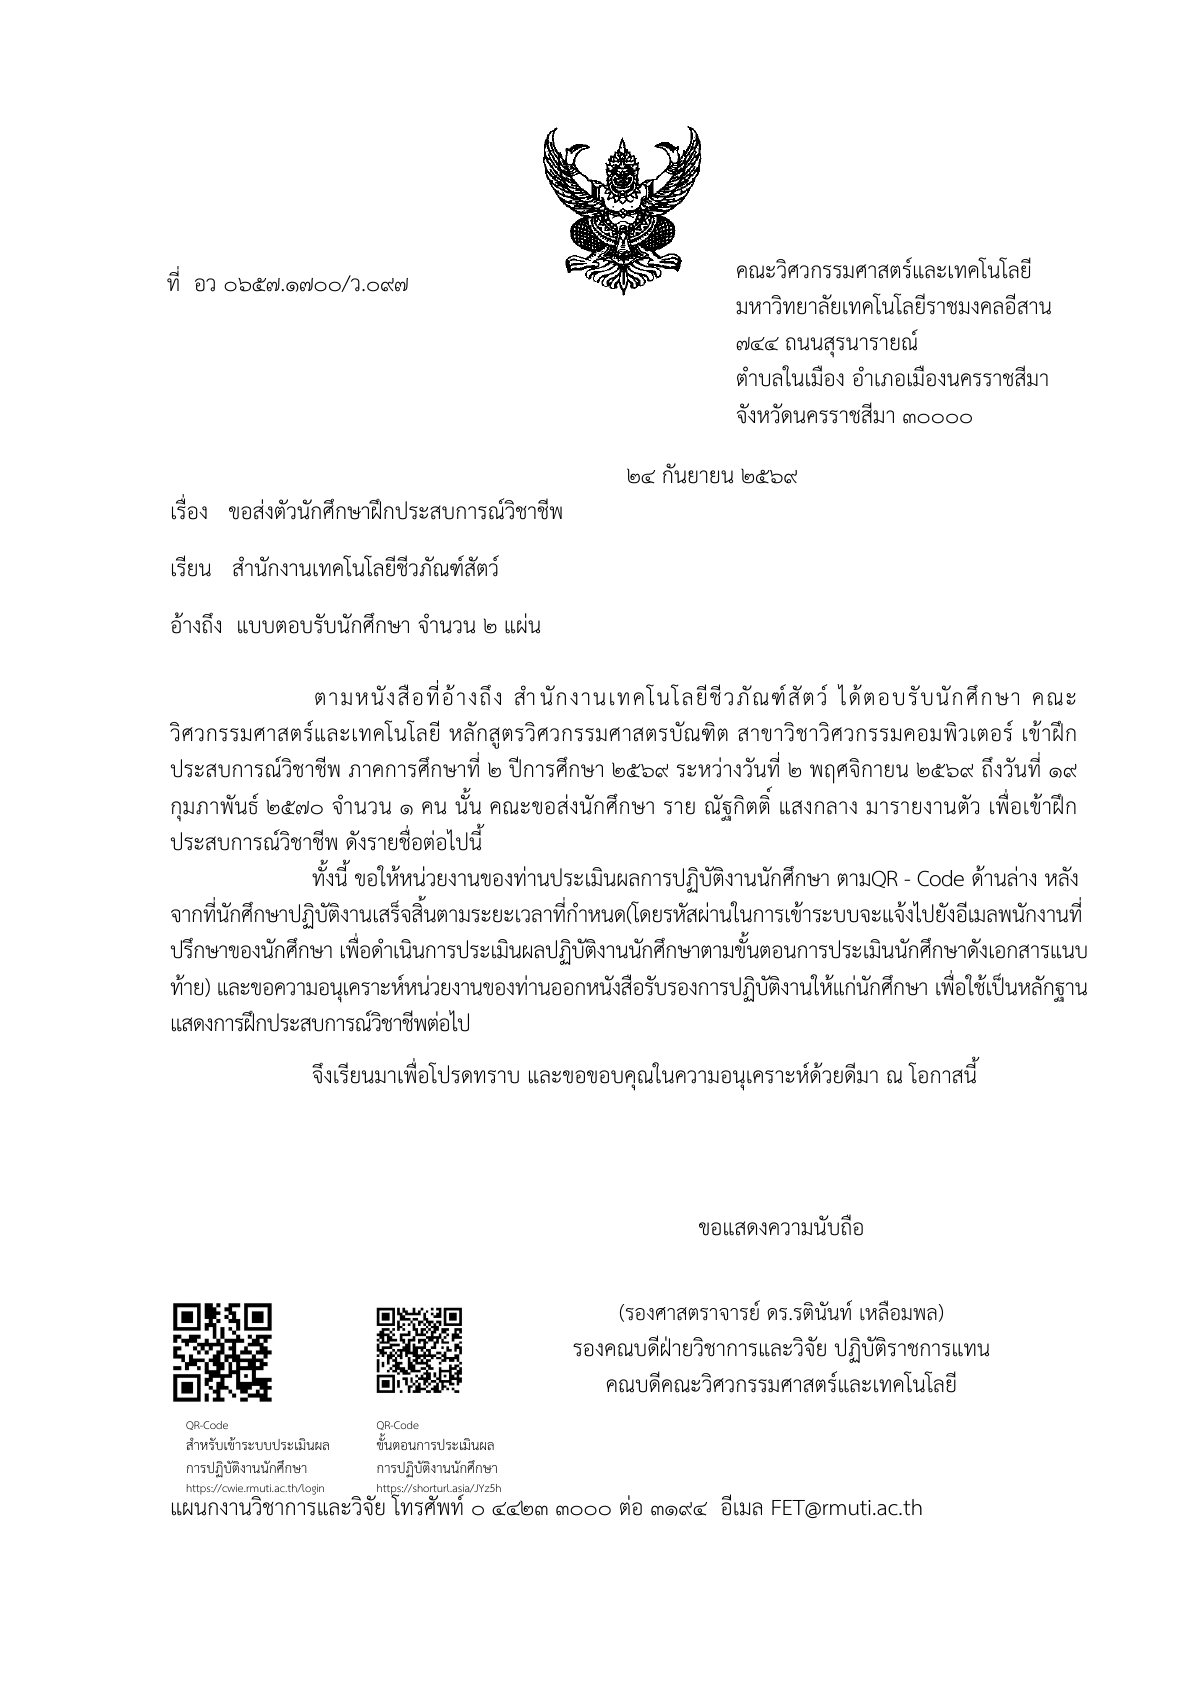 ที่ อว ๐๖๕๗.๑๗๐๐/ว.๐๙๗
คณะวิศวกรรมศาสตร์และเทคโนโลยี
มหาวิทยาลัยเทคโนโลยีราชมงคลอีสาน
๗๔๔ ถนนสุรนารายณ์
ตำบลในเมือง อำเภอเมืองนครราชสีมา
จังหวัดนครราชสีมา ๓๐๐๐๐
๒๔ กันยายน ๒๕๖๙
เรื่อง ขอส่งตัวนักศึกษาฝึกประสบการณ์วิชาชีพ
เรียน สำนักงานเทคโนโลยีชีวภัณฑ์สัตว์
อ้างถึง แบบตอบรับนักศึกษา จำนวน ๒ แผ่น
ตามหนังสือที่อ้างถึง สำนักงานเทคโนโลยีชีวภัณฑ์สัตว์ ได้ตอบรับนักศึกษา คณะ
วิศวกรรมศาสตร์และเทคโนโลยี หลักสูตรวิศวกรรมศาสตรบัณฑิต สาขาวิชาวิศวกรรมคอมพิวเตอร์ เข้าฝึก
ประสบการณ์วิชาชีพ ภาคการศึกษาที่ ๒ ปีการศึกษา ๒๕๖๙ ระหว่างวันที่ ๒ พฤศจิกายน ๒๕๖๙ ถึงวันที่ ๑๙
กุมภาพันธ์ ๒๕๗๐ จำนวน ๑ คน นั้น คณะขอส่งนักศึกษา ราย ณัฐกิตติ์ แสงกลาง มารายงานตัว เพื่อเข้าฝึก
ประสบการณ์วิชาชีพ ดังรายชื่อต่อไปนี้
ทั้งนี้ ขอให้หน่วยงานของท่านประเมินผลการปฏิบัติงานนักศึกษา ตามQR - Code ด้านล่าง หลัง
จากที่นักศึกษาปฏิบัติงานเสร็จสิ้นตามระยะเวลาที่กำหนด(โดยรหัสผ่านในการเข้าระบบจะแจ้งไปยังอีเมลพนักงานที่
ปรึกษาของนักศึกษา เพื่อดำเนินการประเมินผลปฏิบัติงานนักศึกษาตามขั้นตอนการประเมินนักศึกษาดังเอกสารแนบ
ท้าย) และขอความอนุเคราะห์หน่วยงานของท่านออกหนังสือรับรองการปฏิบัติงานให้แก่นักศึกษา เพื่อใช้เป็นหลักฐาน
แสดงการฝึกประสบการณ์วิชาชีพต่อไป
จึงเรียนมาเพื่อโปรดทราบ และขอขอบคุณในความอนุเคราะห์ด้วยดีมา ณ โอกาสนี้
ขอแสดงความนับถือ
(รองศาสตราจารย์ ดร.รตินันท์ เหลือมพล)
รองคณบดีฝ่ายวิชาการและวิจัย ปฏิบัติราชการแทน
คณบดีคณะวิศวกรรมศาสตร์และเทคโนโลยี
QR-Code
สำหรับเข้าระบบประเมินผล
การปฏิบัติงานนักศึกษา
https://cwie.rmuti.ac.th/login
QR-Code
ขั้นตอนการประเมินผล
การปฏิบัติงานนักศึกษา
https://shorturl.asia/JYz5h
แผนกงานวิชาการและวิจัย โทรศัพท์ ๐ ๔๔๒๓ ๓๐๐๐ ต่อ ๓๑๙๔ อีเมล FET@rmuti.ac.th